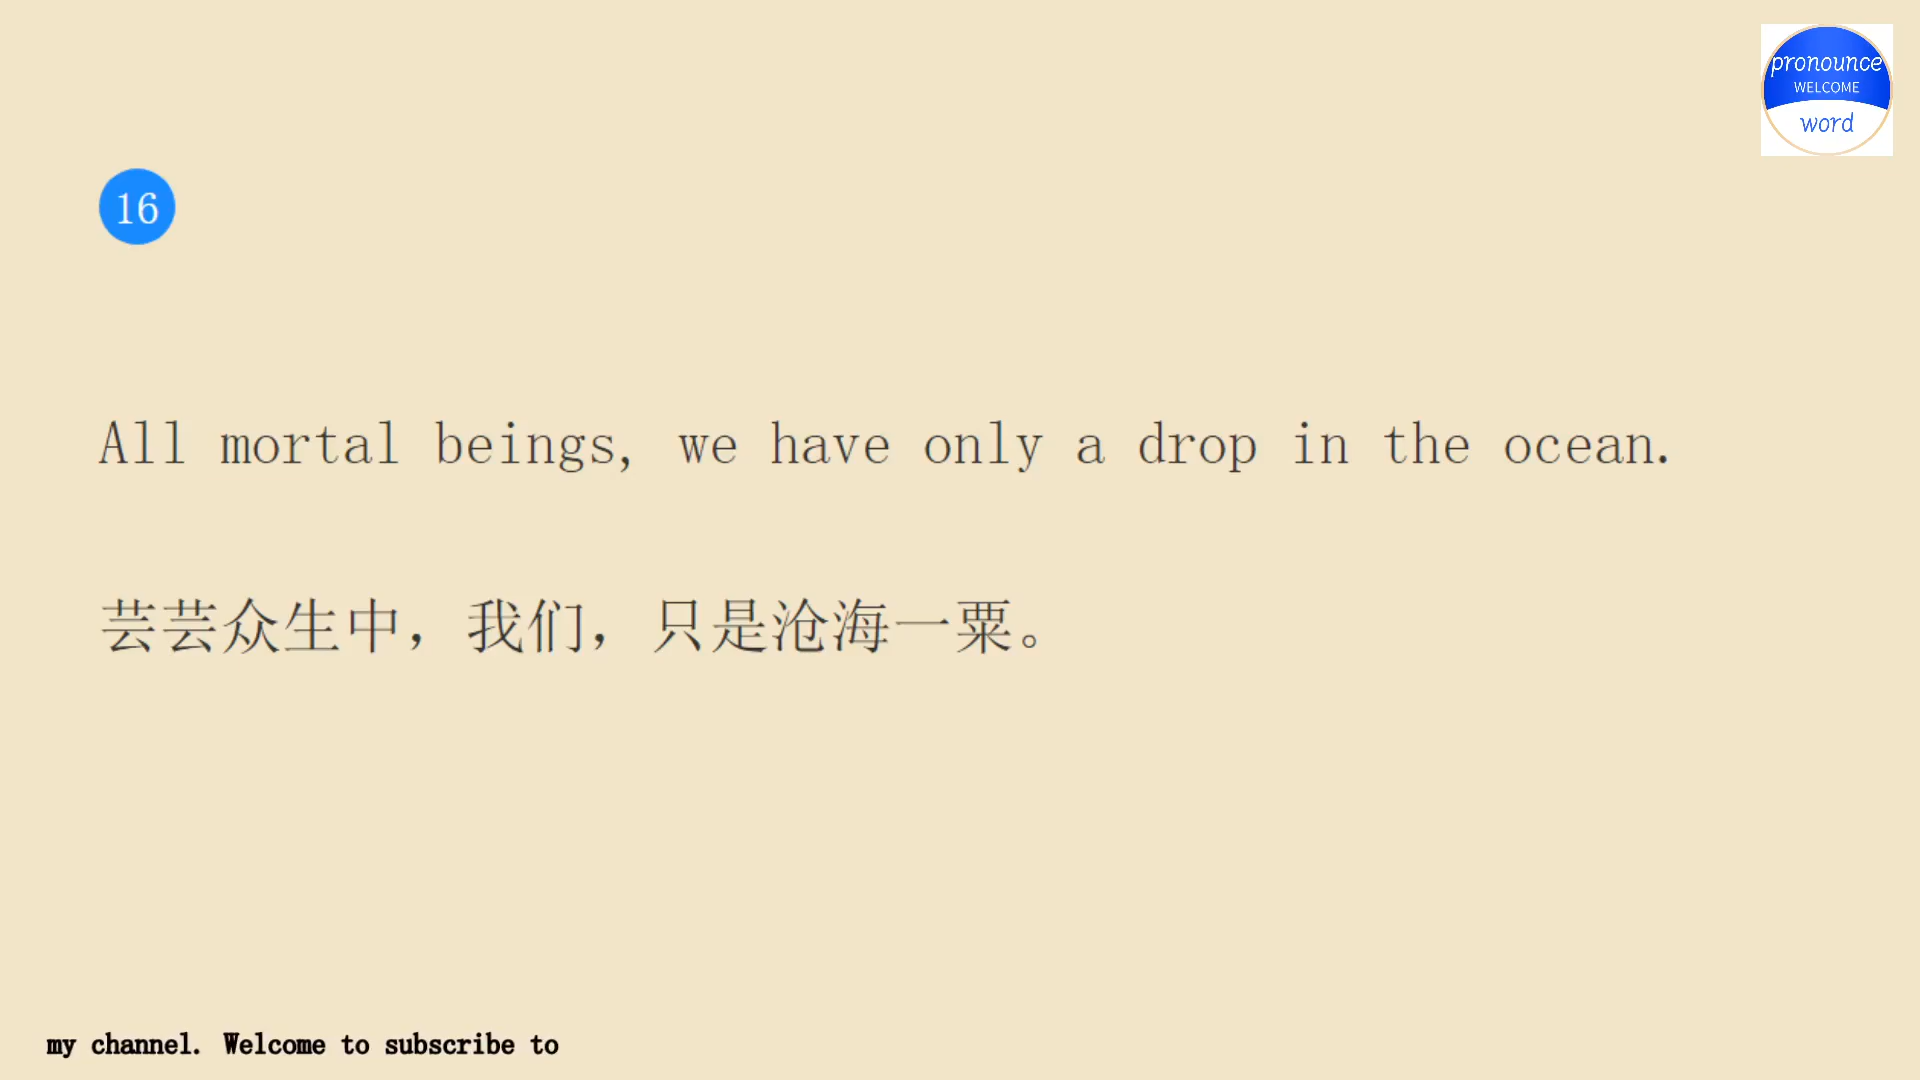 pronounce
WELCOME
word
16
All mortal beings, we have only a drop in the ocean.
芸芸众生中，我们，只是沧海一粟。
my channel. Welcome to subscribe to